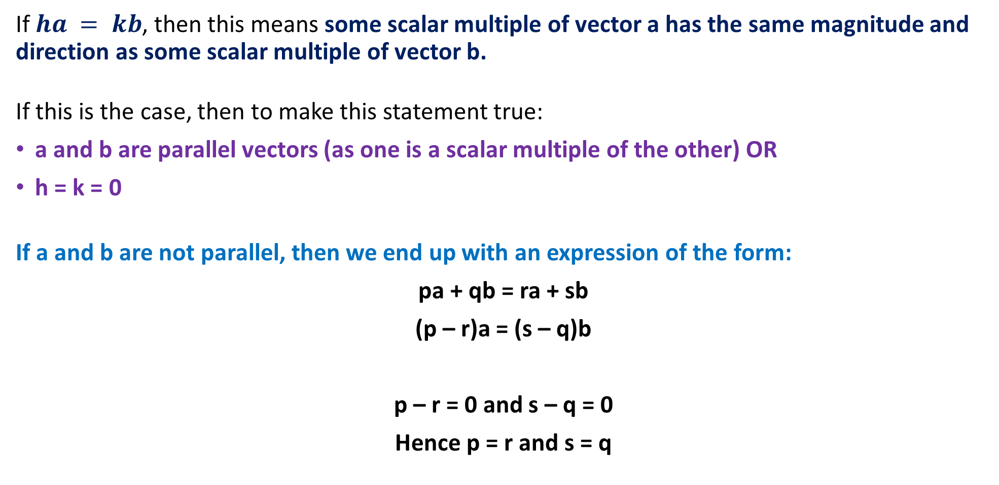 If ha = kb, then this means some scalar multiple of vector a has the same magnitude and
direction as some scalar multiple of vector b.
If this is the case, then to make this statement true:
• a and b are parallel vectors (as one is a scalar multiple of the other) OR
• h = k = 0
If a and b are not parallel, then we end up with an expression of the form:
pa + qb = ra + sb
(p – r)a = (s – q)b
p – r = 0 and s – q = 0
Hence p = r and s = q